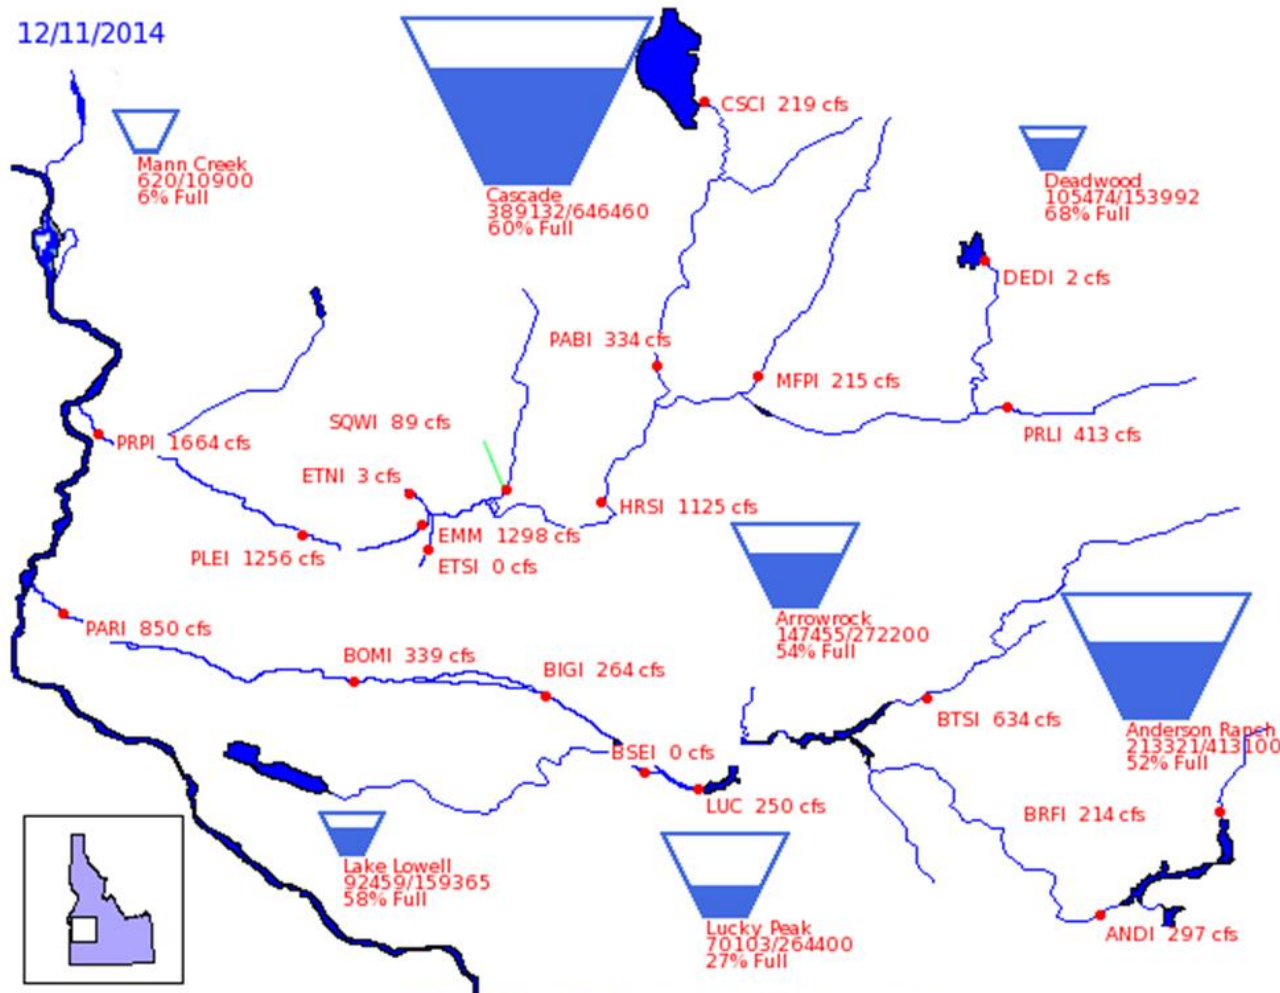 12/11/2014
CSCI 219 cfs
Mann Creek
620/10900
6% Full
Cascade
389132/646460
60% Full
Deadwood
105474/153992
68% Full
DEDI 2 cfs
PABI 334 cfs
MFPI 215 cfs
SQWI 89 cfs
PRPI 1664 cfs
PRLI 413 cfs
ETNI 3 cfs
HRSI 1125 cfs
EMM 1298 cfs
PLEI 1256 cfs
ETSI 0 cfs
Arrowrock
147455/272200
54% Full
PARI 850 cfs
BOMI 339 cfs
BIGI 264 cfs
BTSI 634 cfs
Anderson Ranch
213321/413100
52% Full
BSEI 0 cfs
LUC 250 cfs
BRFI 214 cfs
Lake Lowell
92459/159365
58% Full
Lucky Peak
70103/264400
27% Full
ANDI 297 cfs